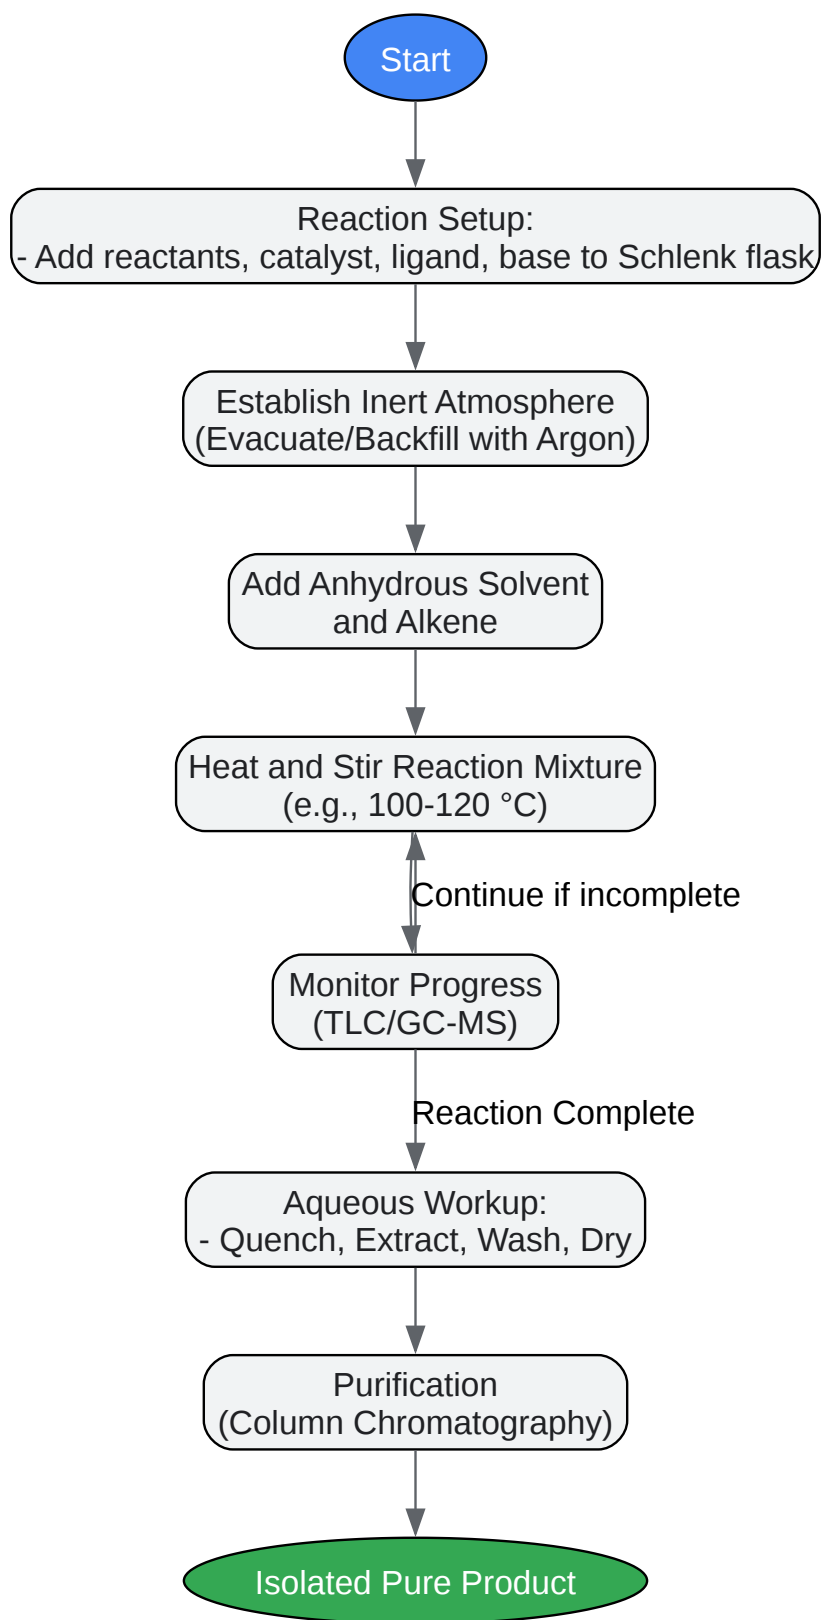 Start
Reaction Setup:
- Add reactants, catalyst, ligand, base to Schlenk flask
Establish Inert Atmosphere
(Evacuate/Backfill with Argon)
Add Anhydrous Solvent
and Alkene
Heat and Stir Reaction Mixture
(e.g., 100-120 °C)
Continue if incomplete
Monitor Progress
(TLC/GC-MS)
Reaction Complete
Aqueous Workup:
- Quench, Extract, Wash, Dry
Purification
(Column Chromatography)
Isolated Pure Product